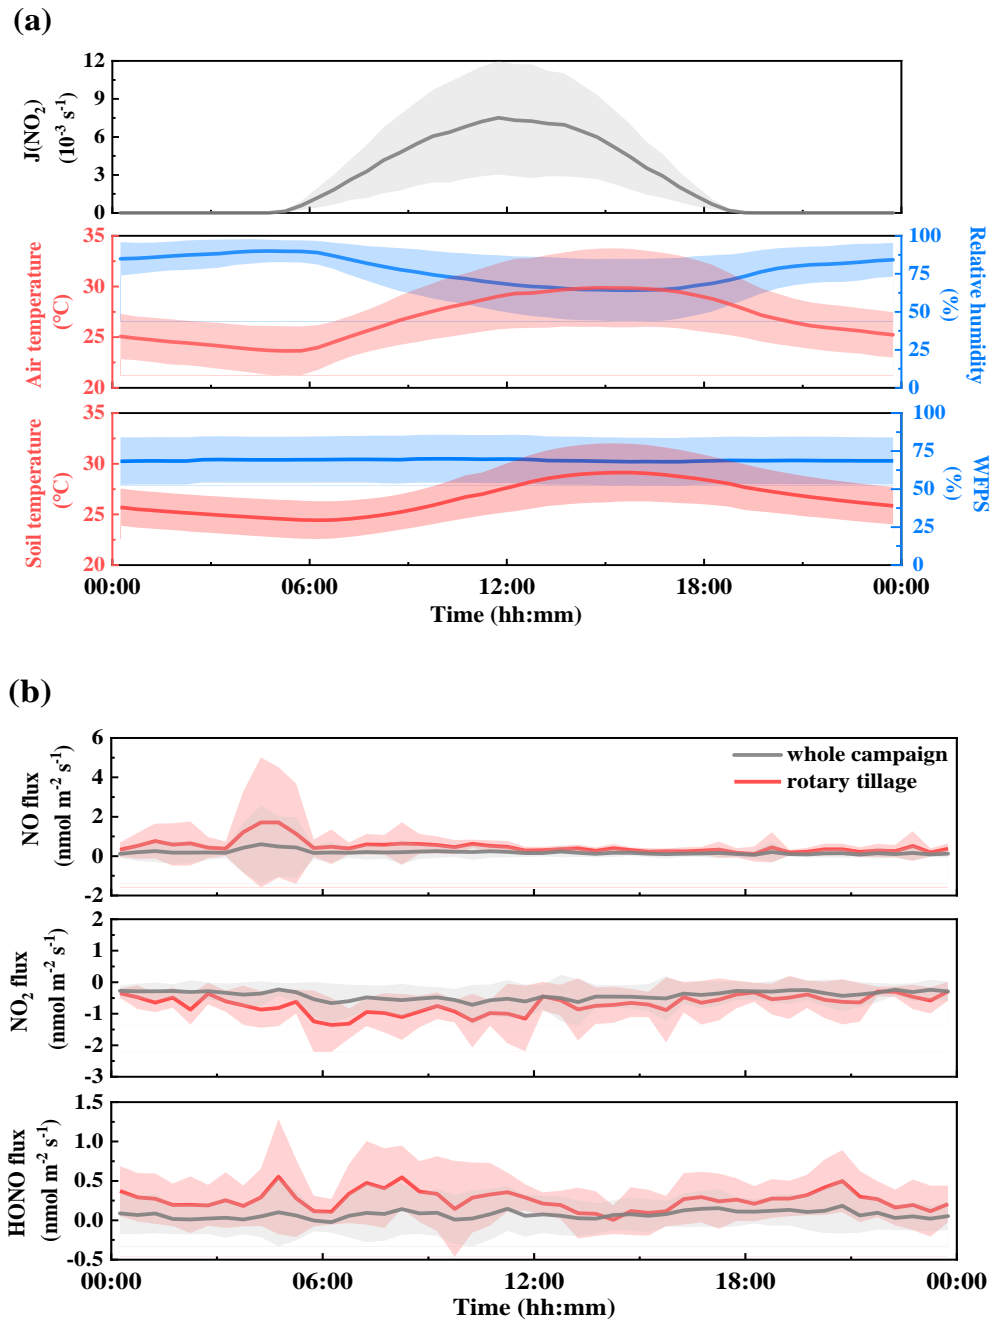 (a)
12
9
6
3
0
J(NO2)
(10-3 s-1)
35
30
25
20
Air temperature
(°C)
100
75
50
25
0
Relative humidity
(%)
35
30
25
20
Soil temperature
(°C)
100
75
50
25
0
WFPS
(%)
00:00 06:00 12:00 18:00 00:00
Time (hh:mm)
(b)
6
4
2
0
-2
NO flux
(nmol m-2 s-1)
whole campaign
rotary tillage
2
1
0
-1
-2
-3
NO2 flux
(nmol m-2 s-1)
1.5
1.0
0.5
0.0
-0.5
HONO flux
(nmol m-2 s-1)
00:00 06:00 12:00 18:00 00:00
Time (hh:mm)